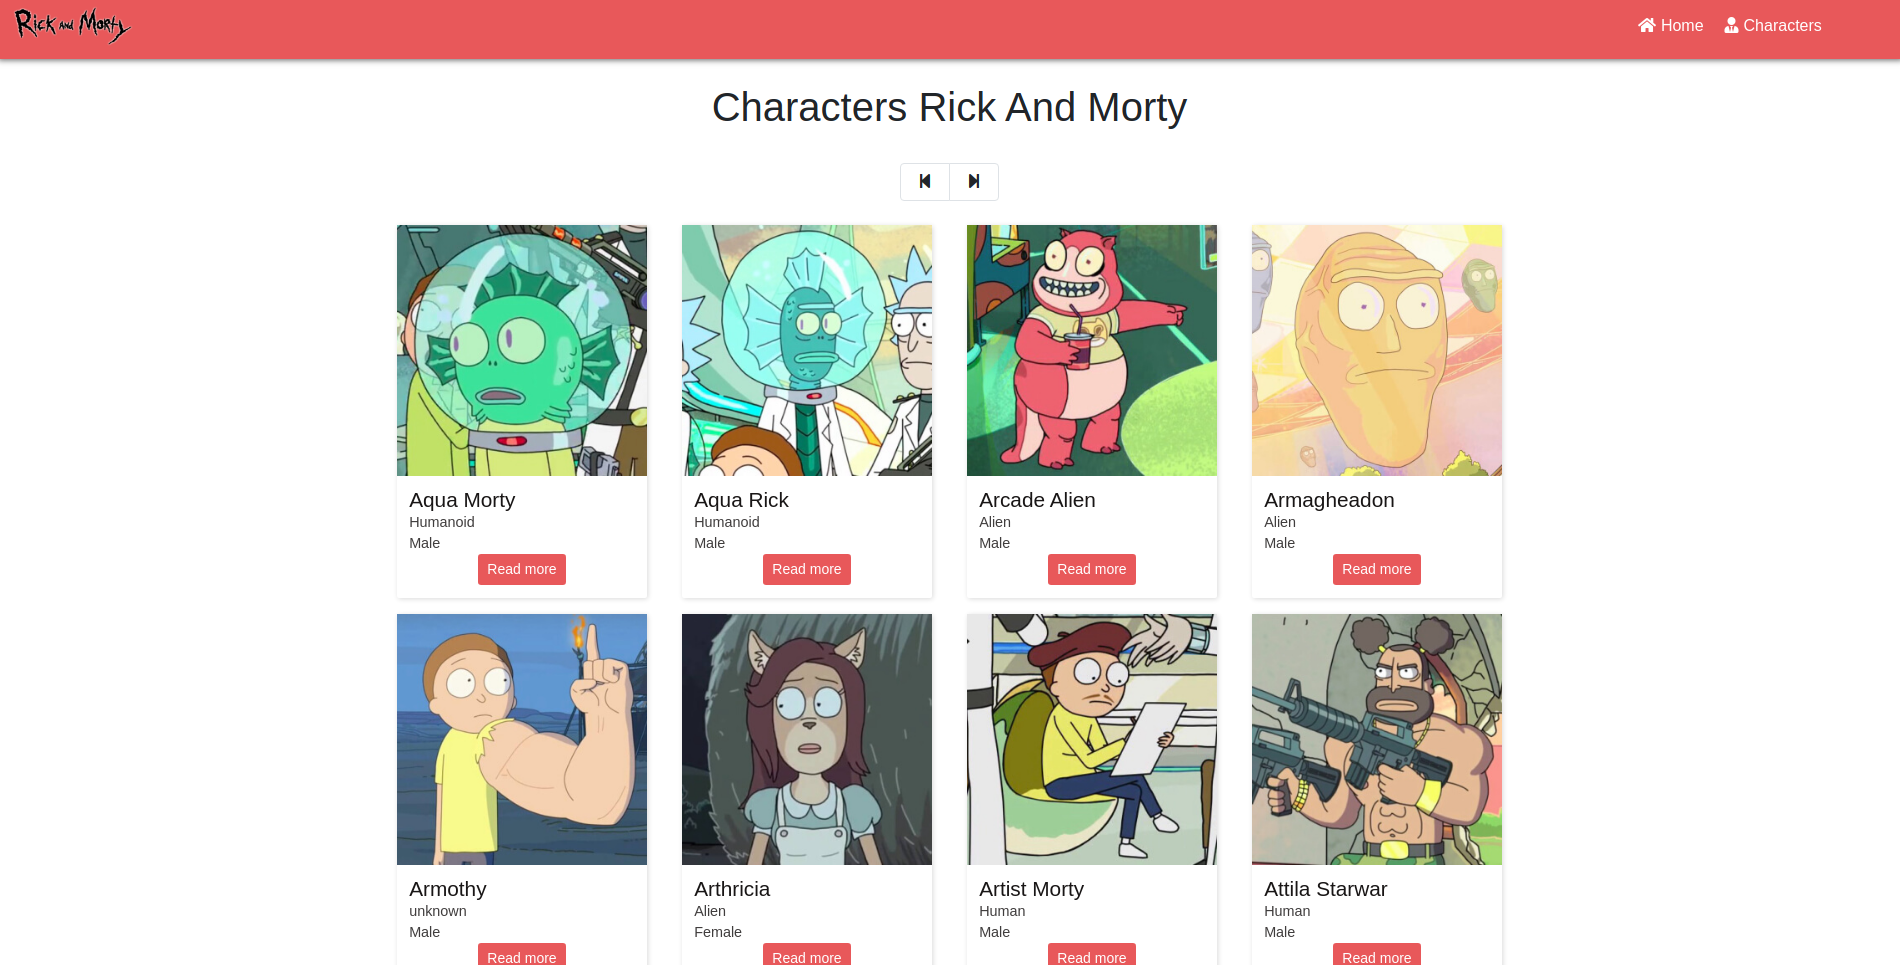 Rick and Morty
Home
Characters
Characters Rick And Morty
Aqua Morty
Humanoid
Male
Read more
Aqua Rick
Humanoid
Male
Read more
Arcade Alien
Alien
Male
Read more
Armagheadon
Alien
Male
Read more
Armothy
unknown
Male
Read more
Arthricia
Alien
Female
Read more
Artist Morty
Human
Male
Read more
Attila Starwar
Human
Male
Read more